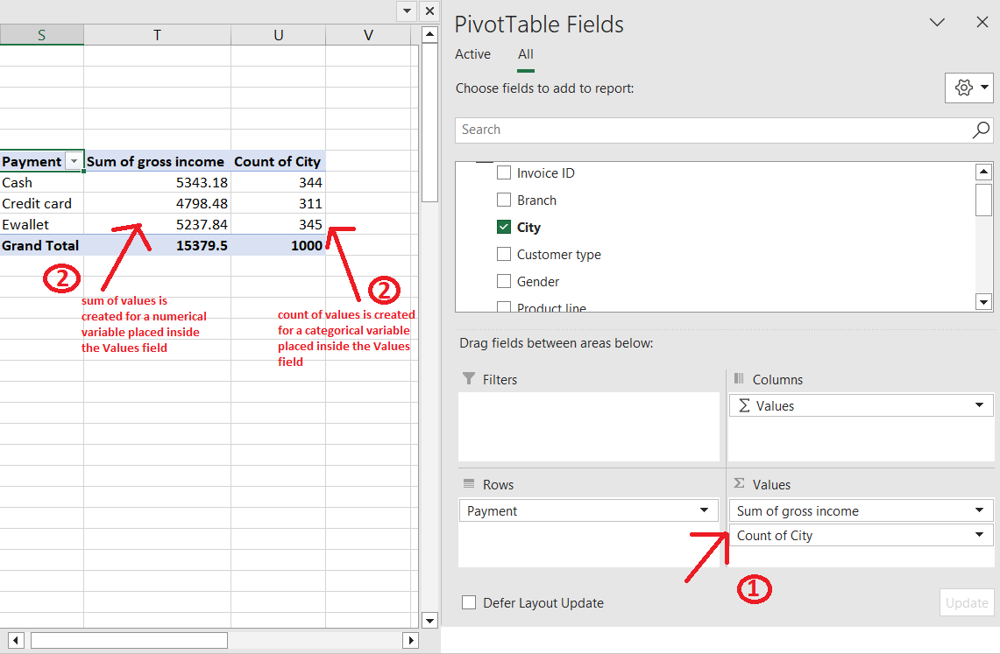 S T U V
Payment Sum of gross income Count of City
Cash 5343.18 344
Credit card 4798.48 311
Ewallet 5237.84 345
Grand Total 15379.5 1000
2
sum of values is
created for a numerical
variable placed inside
the Values field
2
count of values is created
for a categorical variable
placed inside the Values
field
PivotTable Fields
Active All
Choose fields to add to report:
Search
Invoice ID
Branch
City
Customer type
Gender
Product line
Drag fields between areas below:
Filters
Columns
Σ Values
Rows
Σ Values
Payment
Sum of gross income
Count of City
1
Defer Layout Update
Update